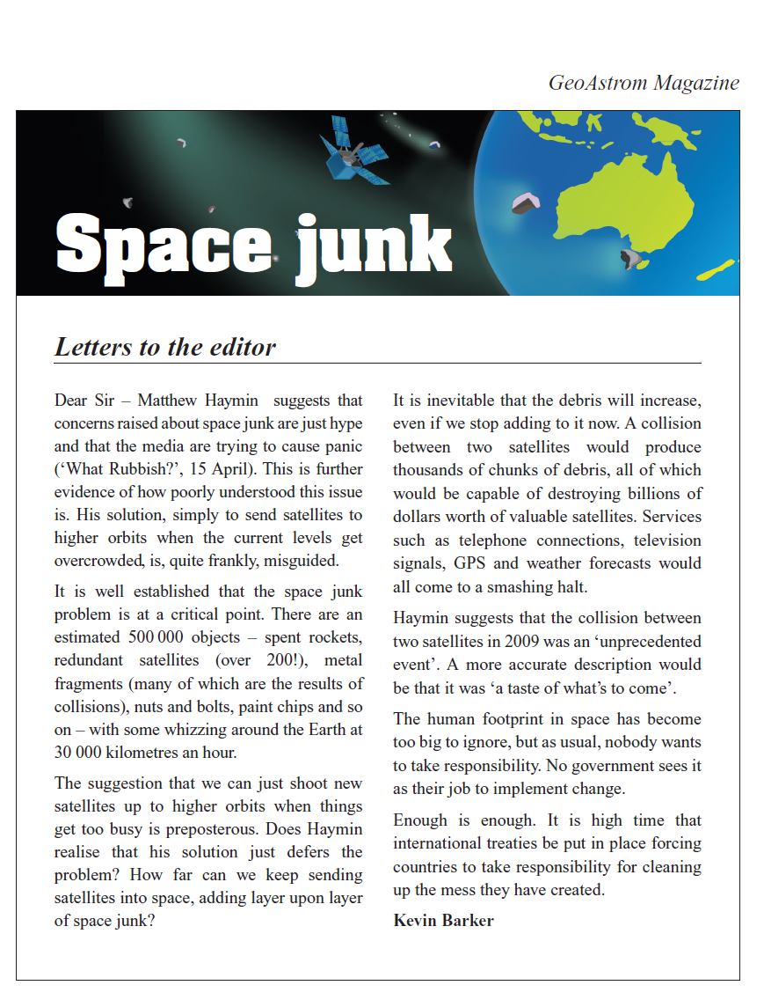 GeoAstrom Magazine
Space junk
Letters to the editor
Dear Sir – Matthew Haymin suggests that
concerns raised about space junk are just hype
and that the media are trying to cause panic
(‘What Rubbish?’, 15 April). This is further
evidence of how poorly understood this issue
is. His solution, simply to send satellites to
higher orbits when the current levels get
overcrowded, is, quite frankly, misguided.
It is well established that the space junk
problem is at a critical point. There are an
estimated 500 000 objects – spent rockets,
redundant satellites (over 200!), metal
fragments (many of which are the results of
collisions), nuts and bolts, paint chips and so
on – with some whizzing around the Earth at
30 000 kilometres an hour.
The suggestion that we can just shoot new
satellites up to higher orbits when things
get too busy is preposterous. Does Haymin
realise that his solution just defers the
problem? How far can we keep sending
satellites into space, adding layer upon layer
of space junk?
It is inevitable that the debris will increase,
even if we stop adding to it now. A collision
between two satellites would produce
thousands of chunks of debris, all of which
would be capable of destroying billions of
dollars worth of valuable satellites. Services
such as telephone connections, television
signals, GPS and weather forecasts would
all come to a smashing halt.
Haymin suggests that the collision between
two satellites in 2009 was an ‘unprecedented
event’. A more accurate description would
be that it was ‘a taste of what’s to come’.
The human footprint in space has become
too big to ignore, but as usual, nobody wants
to take responsibility. No government sees it
as their job to implement change.
Enough is enough. It is high time that
international treaties be put in place forcing
countries to take responsibility for cleaning
up the mess they have created.
Kevin Barker